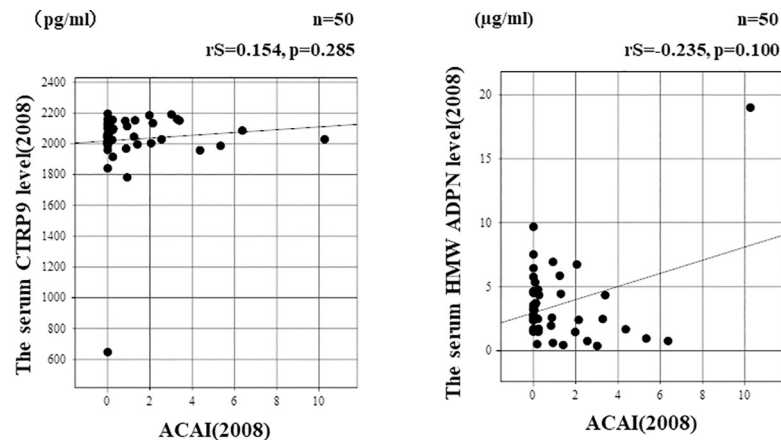 (pg/ml) n=50
rS=0.154, p=0.285
2400
2200
2000
1800
1600
1400
1200
1000
800
600
0 2 4 6 8 10
The serum CTRP9 level(2008)
ACAI(2008)
(μg/ml) n=50
rS=-0.235, p=0.100
20
15
10
5
0
0 2 4 6 8 10
The serum HMW ADPN level(2008)
ACAI(2008)